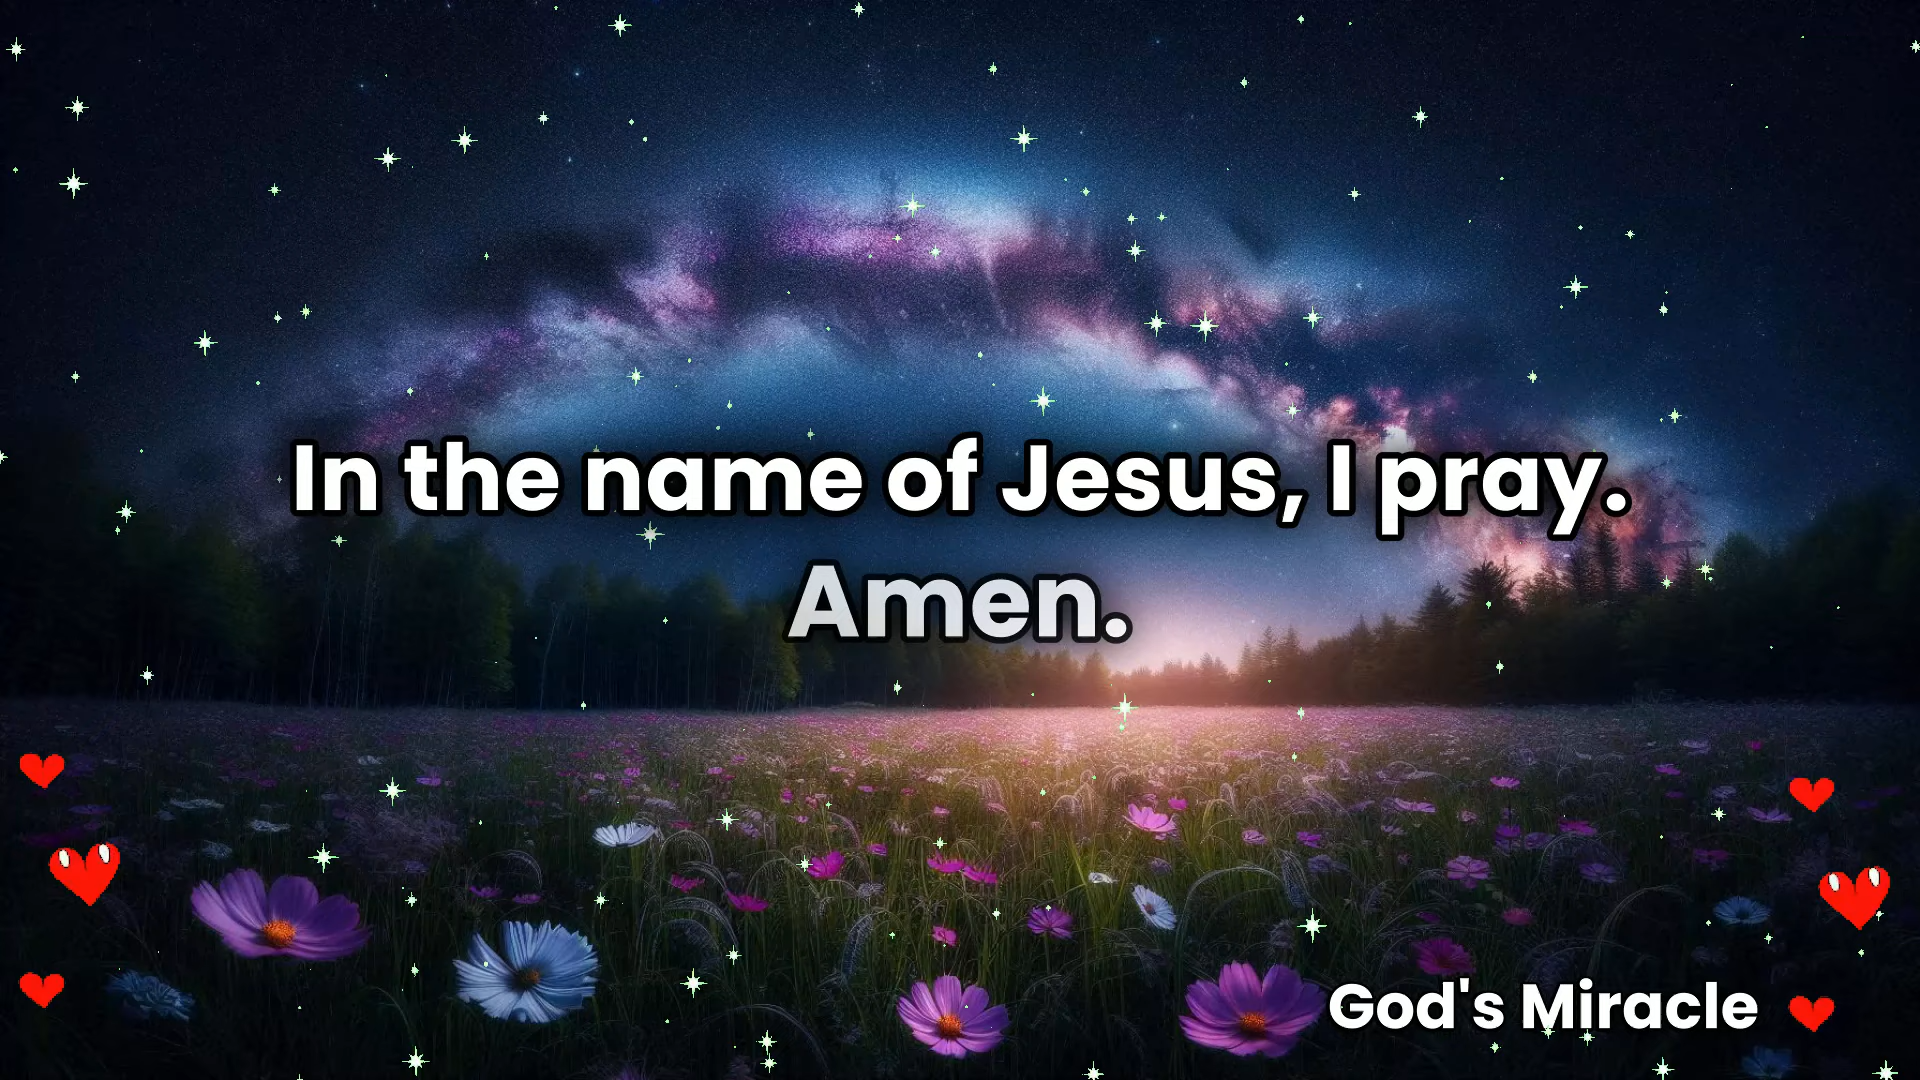 In the name of Jesus, I pray.
Amen.
God's Miracle